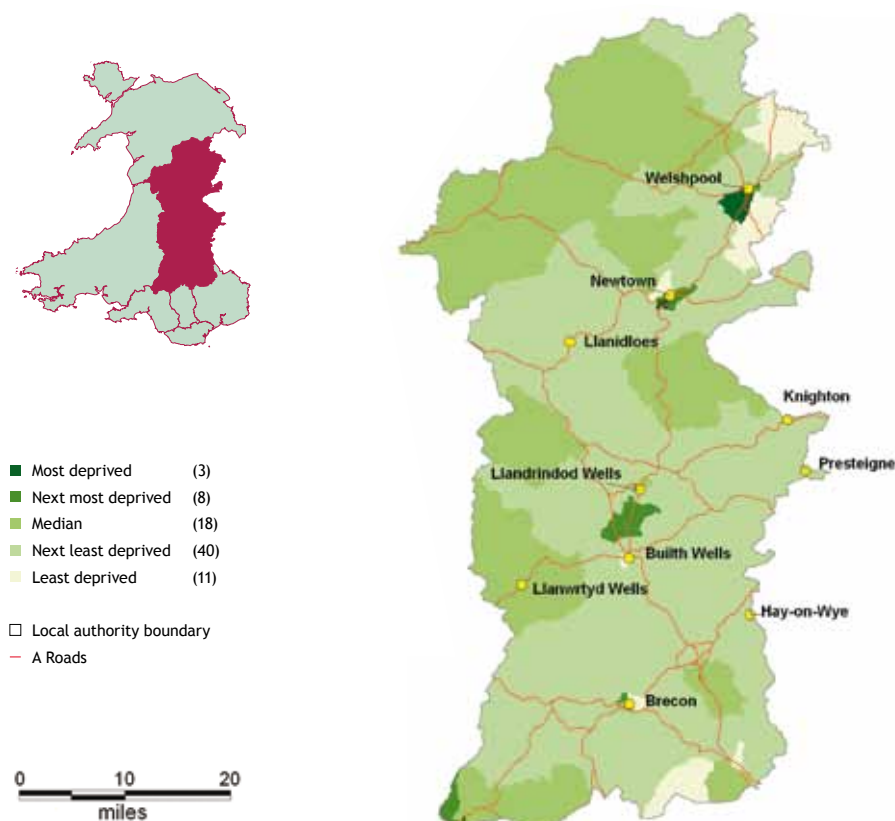 Welshpool
Newtown
Llanidloes
Knighton
Presteigne
Llandrindod Wells
Builth Wells
Llanwrtyd Wells
Hay-on-Wye
Brecon
Most deprived (3)
Next most deprived (8)
Median (18)
Next least deprived (40)
Least deprived (11)
Local authority boundary
A Roads
0 10 20
miles